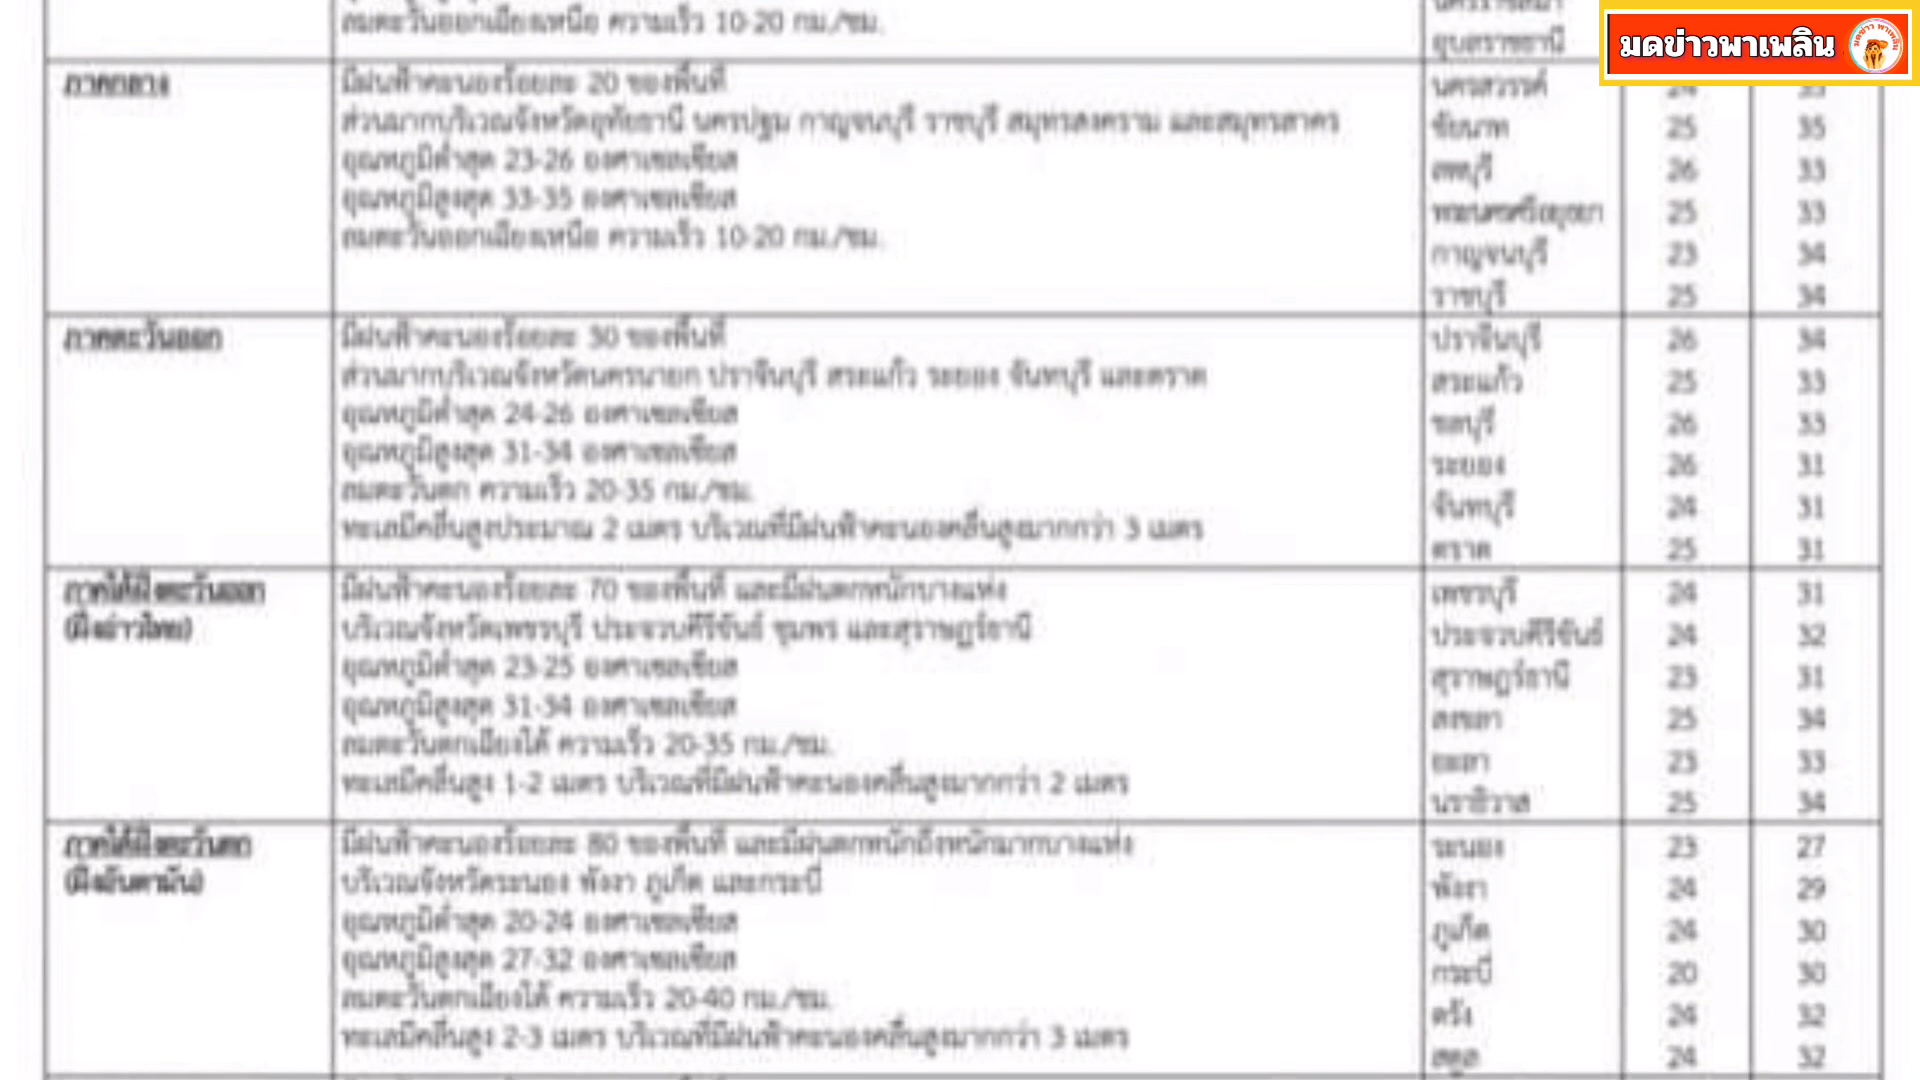 มดข่าวพาเพลิน
ลมตะวันออกเฉียงเหนือ ความเร็ว 10-20 กม./ชม.
อุบลราชธานี
ภาคกลาง
มีฝนฟ้าคะนองร้อยละ 20 ของพื้นที่
ส่วนมากบริเวณจังหวัดอุทัยธานี นครปฐม กาญจนบุรี ราชบุรี สมุทรสงคราม และสมุทรสาคร
อุณหภูมิต่ำสุด 23-26 องศาเซลเซียส
อุณหภูมิสูงสุด 33-35 องศาเซลเซียส
ลมตะวันออกเฉียงเหนือ ความเร็ว 10-20 กม./ชม.
นครสวรรค์
ชัยนาท 25 35
ลพบุรี 26 33
พระนครศรีอยุธยา 25 33
กาญจนบุรี 23 34
ราชบุรี 25 34
ภาคตะวันออก
มีฝนฟ้าคะนองร้อยละ 30 ของพื้นที่
ส่วนมากบริเวณจังหวัดนครนายก ปราจีนบุรี สระแก้ว ระยอง จันทบุรี และตราด
อุณหภูมิต่ำสุด 24-26 องศาเซลเซียส
อุณหภูมิสูงสุด 31-34 องศาเซลเซียส
ลมตะวันตก ความเร็ว 20-35 กม./ชม.
ทะเลมีคลื่นสูงประมาณ 2 เมตร บริเวณที่มีฝนฟ้าคะนองคลื่นสูงมากกว่า 3 เมตร
ปราจีนบุรี 26 34
สระแก้ว 25 33
ชลบุรี 26 33
ระยอง 26 31
จันทบุรี 24 31
ตราด 25 31
ภาคใต้ฝั่งตะวันออก
(ฝั่งอ่าวไทย)
มีฝนฟ้าคะนองร้อยละ 70 ของพื้นที่ และมีฝนตกหนักบางแห่ง
บริเวณจังหวัดเพชรบุรี ประจวบคีรีขันธ์ ชุมพร และสุราษฎร์ธานี
อุณหภูมิต่ำสุด 23-25 องศาเซลเซียส
อุณหภูมิสูงสุด 31-34 องศาเซลเซียส
ลมตะวันตกเฉียงใต้ ความเร็ว 20-35 กม./ชม.
ทะเลมีคลื่นสูง 1-2 เมตร บริเวณที่มีฝนฟ้าคะนองคลื่นสูงมากกว่า 2 เมตร
เพชรบุรี 24 31
ประจวบคีรีขันธ์ 24 32
สุราษฎร์ธานี 23 31
สงขลา 25 34
ยะลา 23 33
นราธิวาส 25 34
ภาคใต้ฝั่งตะวันตก
(ฝั่งอันดามัน)
มีฝนฟ้าคะนองร้อยละ 80 ของพื้นที่ และมีฝนตกหนักถึงหนักมากบางแห่ง
บริเวณจังหวัดระนอง พังงา ภูเก็ต และกระบี่
อุณหภูมิต่ำสุด 20-24 องศาเซลเซียส
อุณหภูมิสูงสุด 27-32 องศาเซลเซียส
ลมตะวันตกเฉียงใต้ ความเร็ว 20-40 กม./ชม.
ทะเลมีคลื่นสูง 2-3 เมตร บริเวณที่มีฝนฟ้าคะนองคลื่นสูงมากกว่า 3 เมตร
ระนอง 23 27
พังงา 24 29
ภูเก็ต 24 30
กระบี่ 20 30
ตรัง 24 32
สตูล 24 32